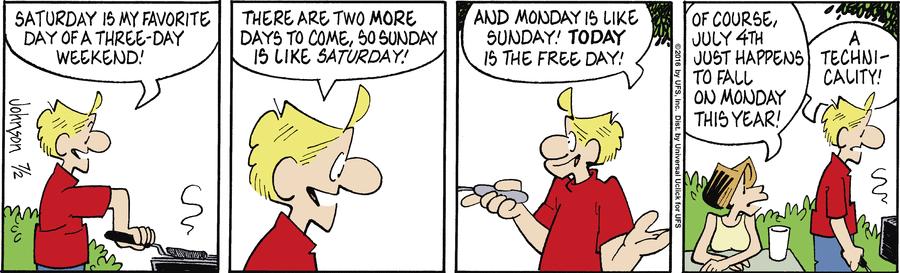 SATURDAY IS MY FAVORITE
DAY OF A THREE-DAY
WEEKEND!
Johnson 7/2
THERE ARE TWO MORE
DAYS TO COME, SO SUNDAY
IS LIKE SATURDAY!
AND MONDAY IS LIKE
SUNDAY! TODAY
IS THE FREE DAY!
©2016 by UFS, Inc. Dist. by Universal Uclick for UFS
OF COURSE,
JULY 4TH
JUST HAPPENS
TO FALL
ON MONDAY
THIS YEAR!
A
TECHNI-
CALITY!